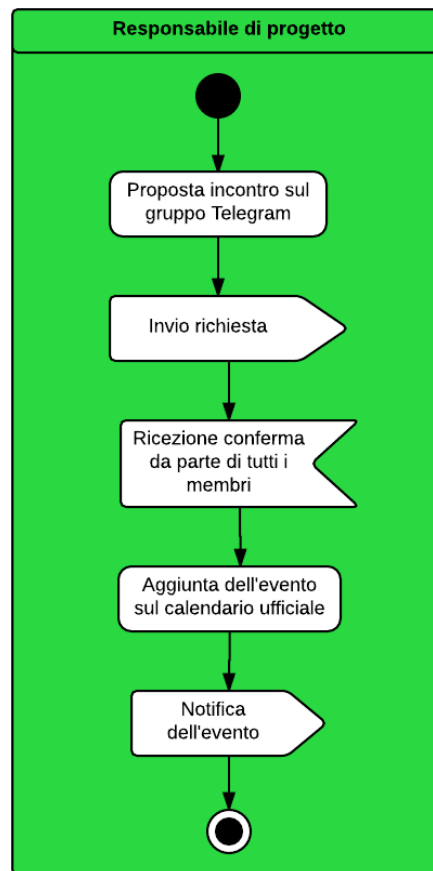 Responsabile di progetto
Proposta incontro sul
gruppo Telegram
Invio richiesta
Ricezione conferma
da parte di tutti i
membri
Aggiunta dell'evento
sul calendario ufficiale
Notifica
dell'evento